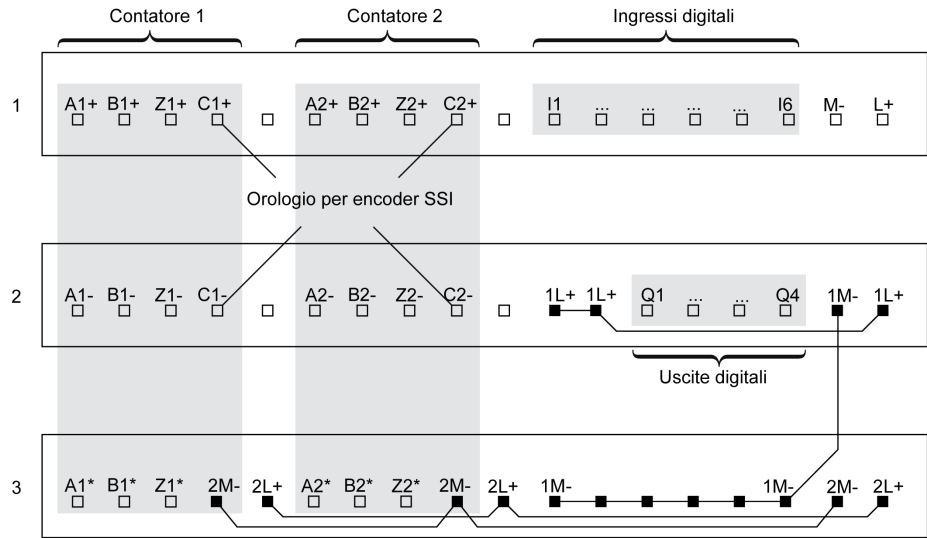 Contatore 1 Contatore 2 Ingressi digitali
1 A1+ B1+ Z1+ C1+ A2+ B2+ Z2+ C2+ I1 ... ... ... ... I6 M- L+
Orologio per encoder SSI
2 A1- B1- Z1- C1- A2- B2- Z2- C2- 1L+ 1L+ Q1 ... ... Q4 1M- 1L+
Uscite digitali
3 A1* B1* Z1* 2M- 2L+ A2* B2* Z2* 2M- 2L+ 1M- 1M- 2M- 2L+